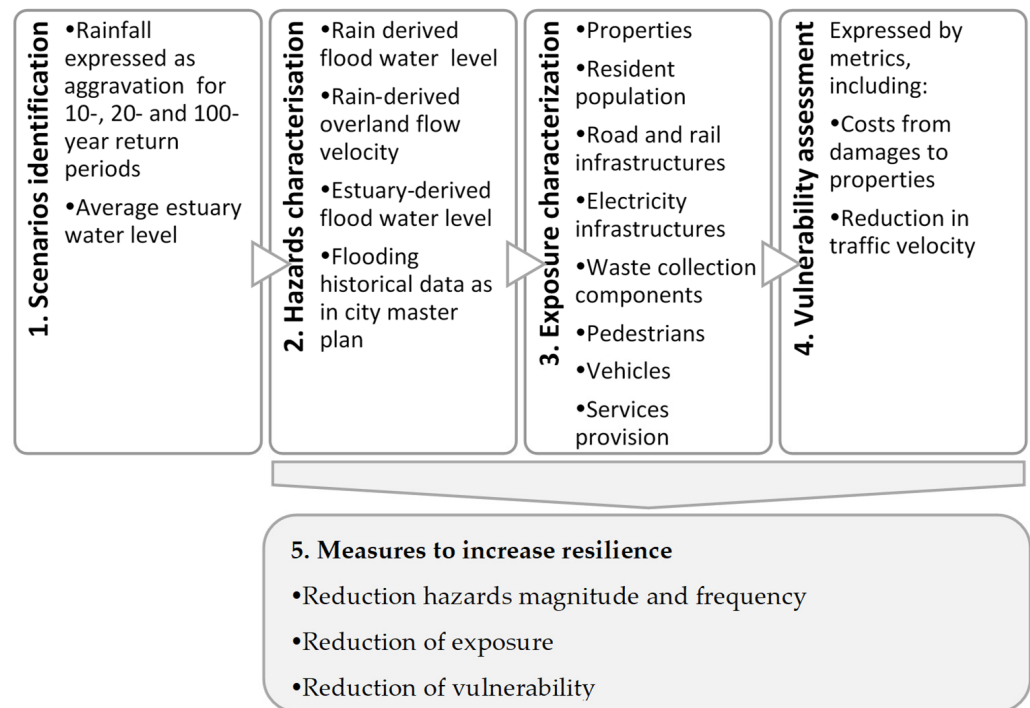 1. Scenarios identification
•Rainfall
expressed as
aggravation for
10-, 20- and 100-
year return
periods
•Average estuary
water level
2. Hazards characterisation
•Rain derived
flood water level
•Rain-derived
overland flow
velocity
•Estuary-derived
flood water level
•Flooding
historical data as
in city master
plan
3. Exposure characterization
•Properties
•Resident
population
•Road and rail
infrastructures
•Electricity
infrastructures
•Waste collection
components
•Pedestrians
•Vehicles
•Services
provision
4. Vulnerability assessment
Expressed by
metrics,
including:
•Costs from
damages to
properties
•Reduction in
traffic velocity
5. Measures to increase resilience
•Reduction hazards magnitude and frequency
•Reduction of exposure
•Reduction of vulnerability